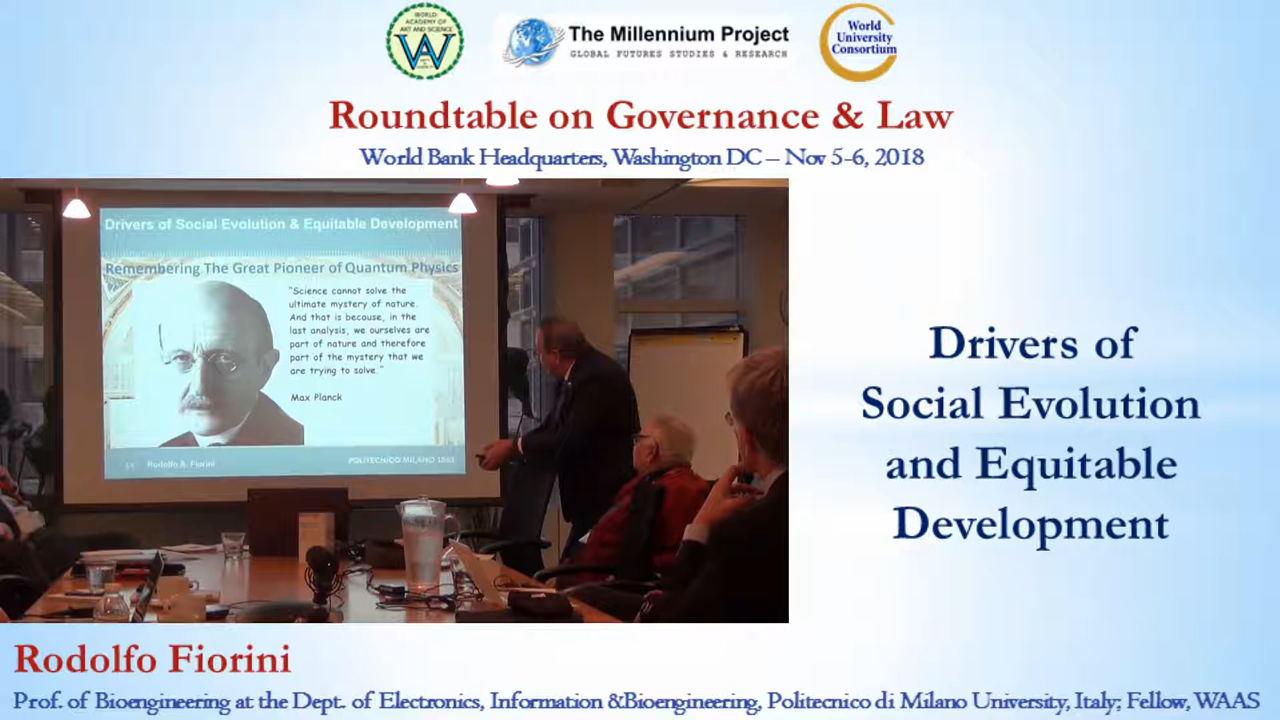 WORLD
ACADEMY OF
ART AND SCIENCE
The Millennium Project
GLOBAL FUTURES STUDIES & RESEARCH
World
University
Consortium
Roundtable on Governance & Law
World Bank Headquarters, Washington DC – Nov 5-6, 2018
Drivers of Social Evolution & Equitable Development
Remembering The Great Pioneer of Quantum Physics
"Science cannot solve the
ultimate mystery of nature.
And that is because, in the
last analysis, we ourselves are
part of nature and therefore
part of the mystery that we
are trying to solve."
Max Planck
Rodolfo A. Fiorini
POLITECNICO MILANO 1863
Drivers of
Social Evolution
and Equitable
Development
Rodolfo Fiorini
Prof. of Bioengineering at the Dept. of Electronics, Information &Bioengineering, Politecnico di Milano University, Italy; Fellow, WAAS